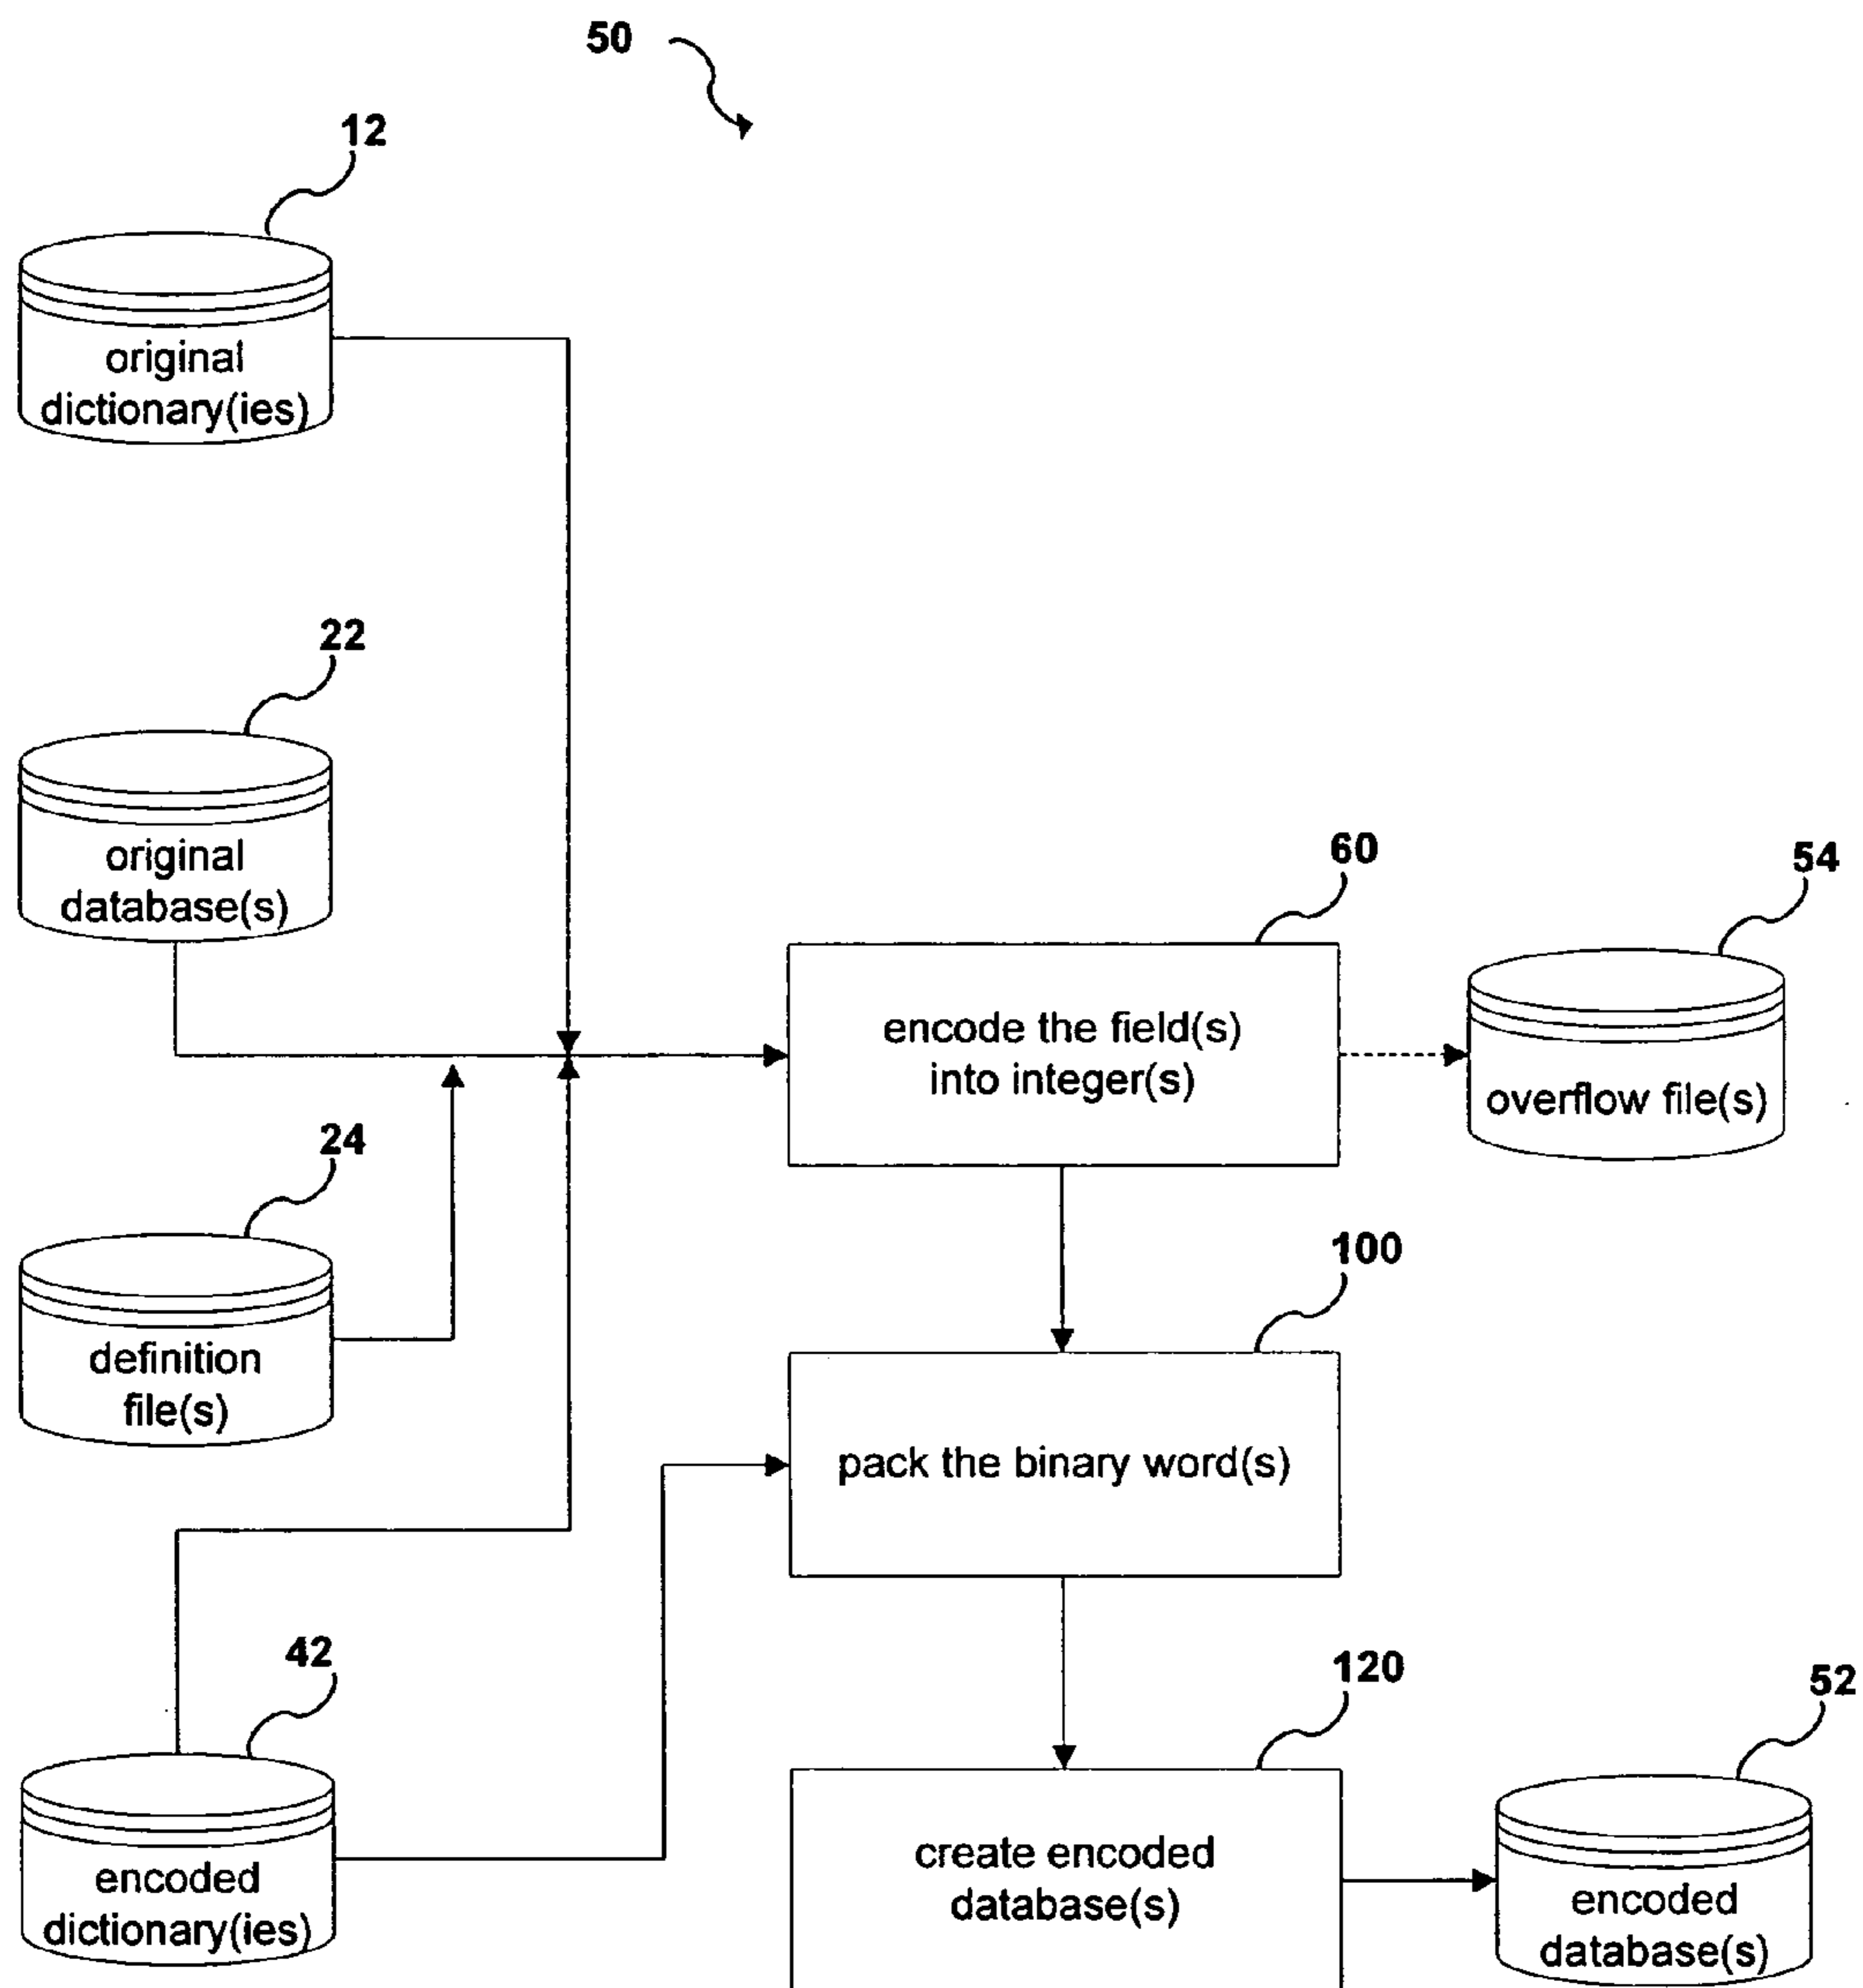 50
12
original
dictionary(ies)
22
original
database(s)
60
encode the field(s)
into integer(s)
54
overflow file(s)
24
definition
file(s)
100
pack the binary word(s)
42
encoded
dictionary(ies)
120
create encoded
database(s)
52
encoded
database(s)